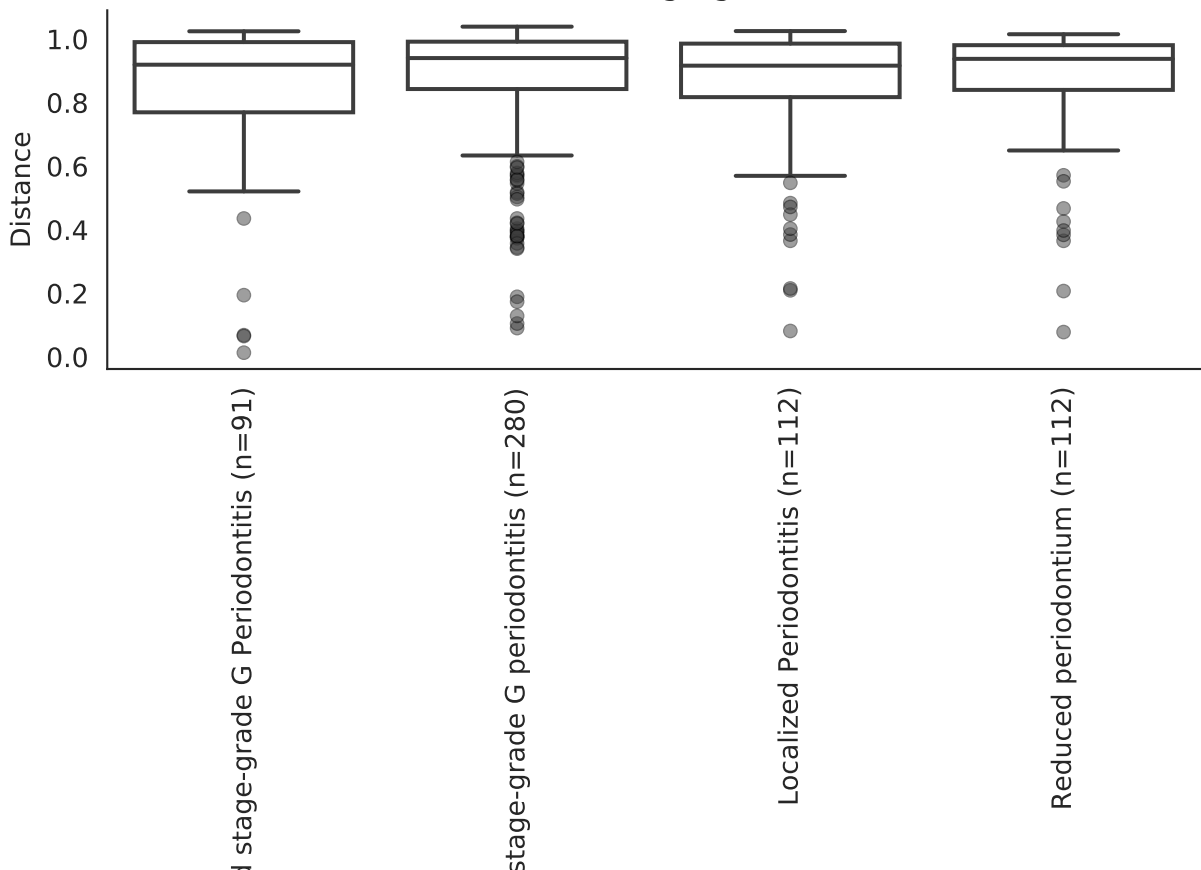 Distance
1.0
0.8
0.6
0.4
0.2
0.0
stage-grade G Periodontitis (n=91)
stage-grade G periodontitis (n=280)
Localized Periodontitis (n=112)
Reduced periodontium (n=112)